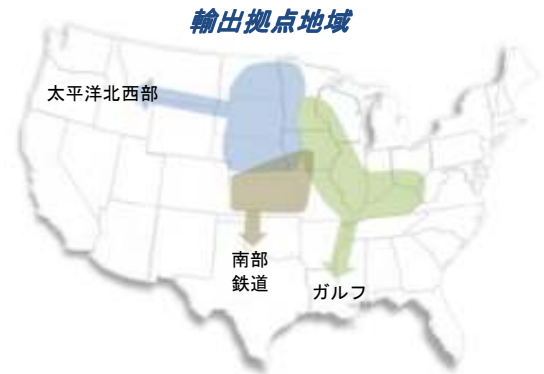 輸出拠点地域
太平洋北西部
南部
鉄道
ガルフ